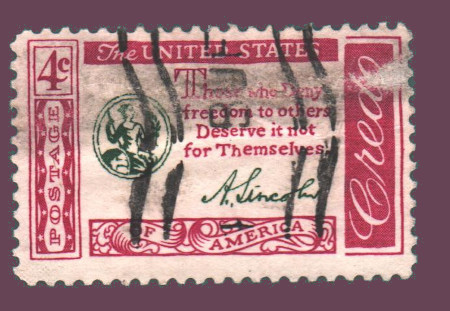 4¢
POSTAGE
The UNITED STATES
Those who Deny
freedom to others
Deserve it not
for Themselves
A. Lincoln
OF AMERICA
Credo